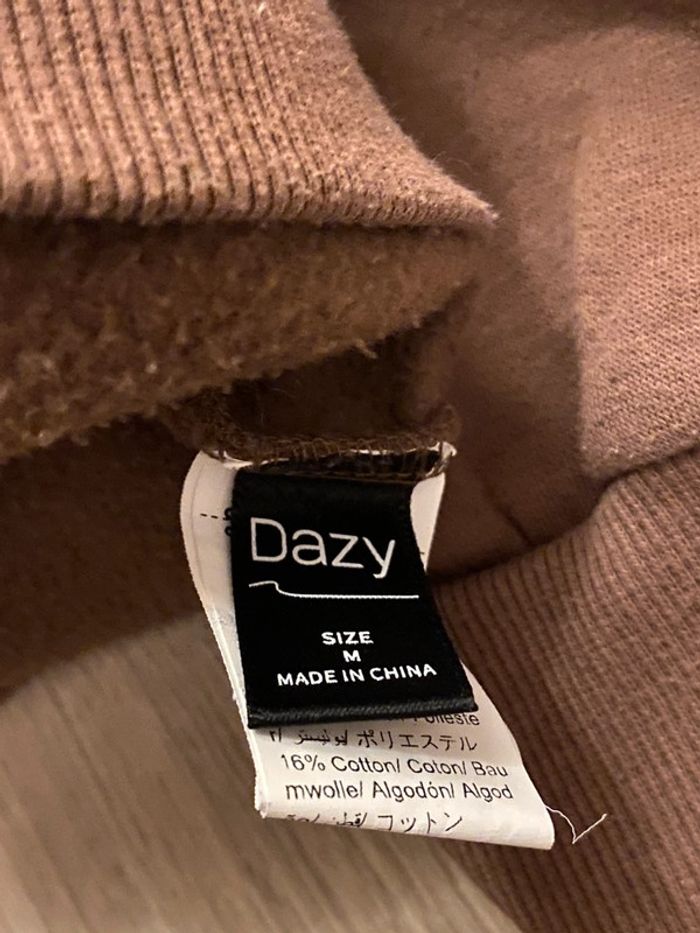 Dazy
SIZE
M
MADE IN CHINA
ポリエステル
16% Cotton/ Coton/ Bau
mwolle/ Algodón/ Algod
コットン